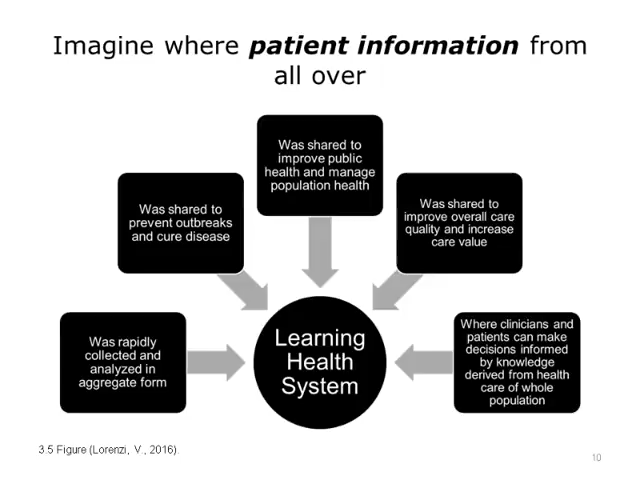 Imagine where patient information from
all over
Was shared to
improve public
health and manage
population health
Was shared to
prevent outbreaks
and cure disease
Was shared to
improve overall care
quality and increase
care value
Was rapidly
collected and
analyzed in
aggregate form
Learning
Health
System
Where clinicians and
patients can make
decisions informed
by knowledge
derived from health
care of whole
population
3.5 Figure (Lorenzi, V., 2016).
10